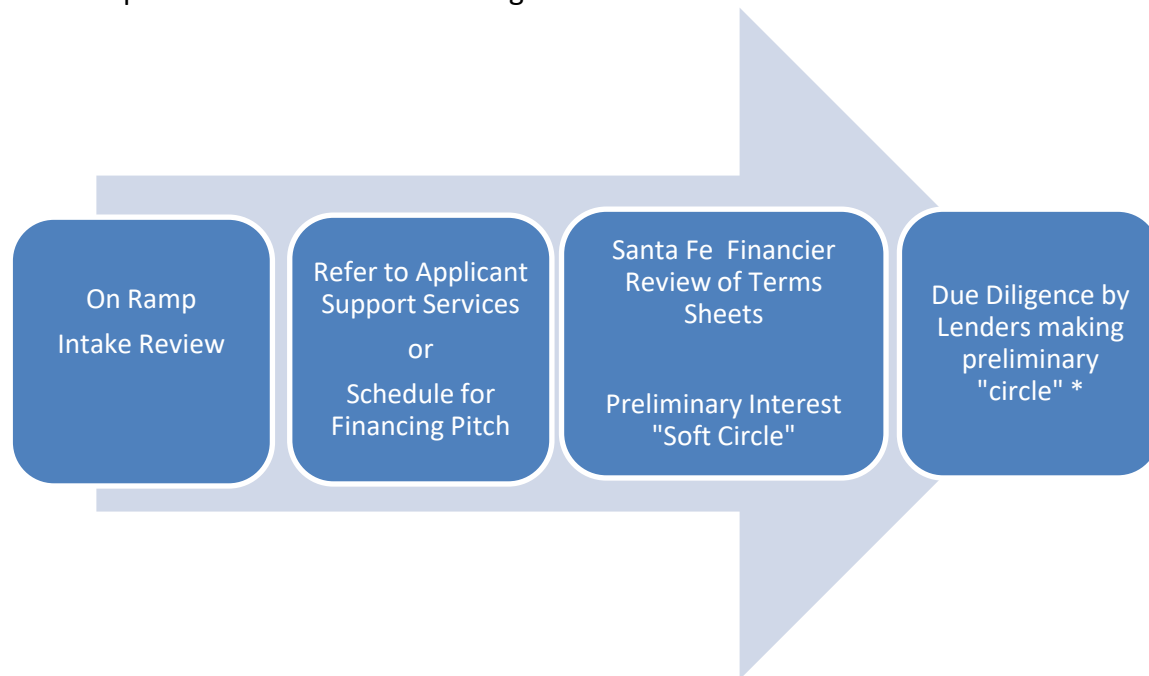 On Ramp
Intake Review
Refer to Applicant
Support Services
or
Schedule for
Financing Pitch
Santa Fe  Financier
Review of Terms
Sheets
Preliminary Interest
"Soft Circle"
Due Diligence by
Lenders making
preliminary
"circle" *